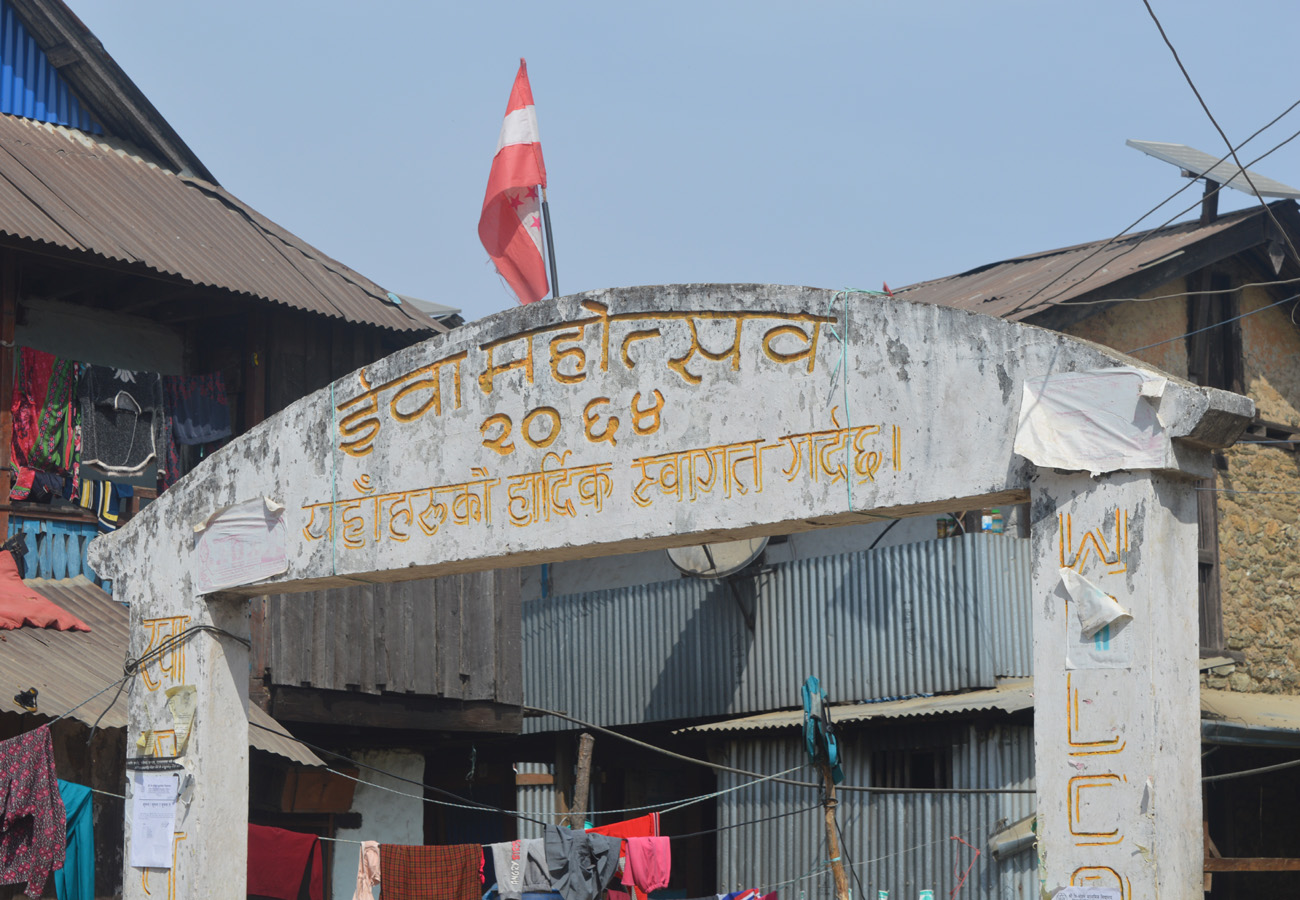 ईवा महोत्सव
२०६४
यहाँहरूको हार्दिक स्वागत गर्दछ।
स्वा
त
W
E
L
C
O